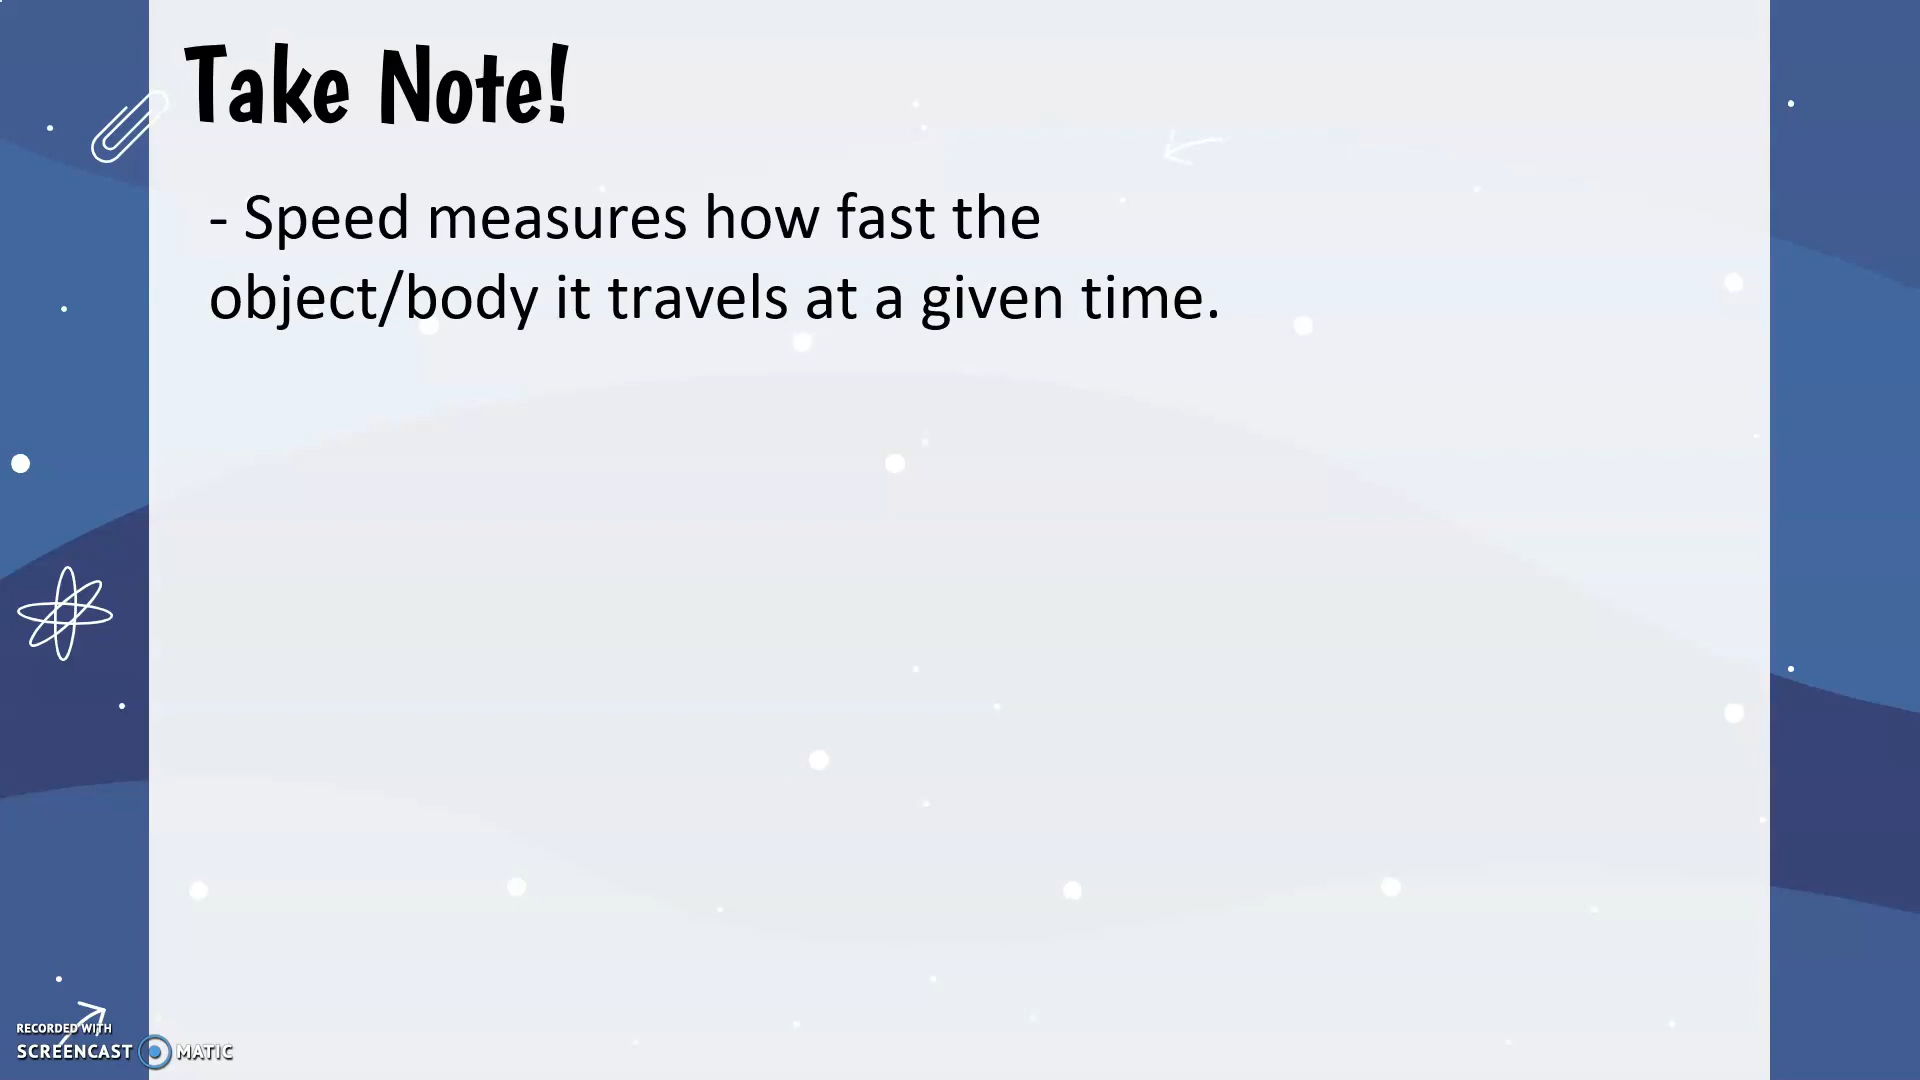 Take Note!
- Speed measures how fast the
object/body it travels at a given time.
RECORDED WITH
SCREENCAST MATIC